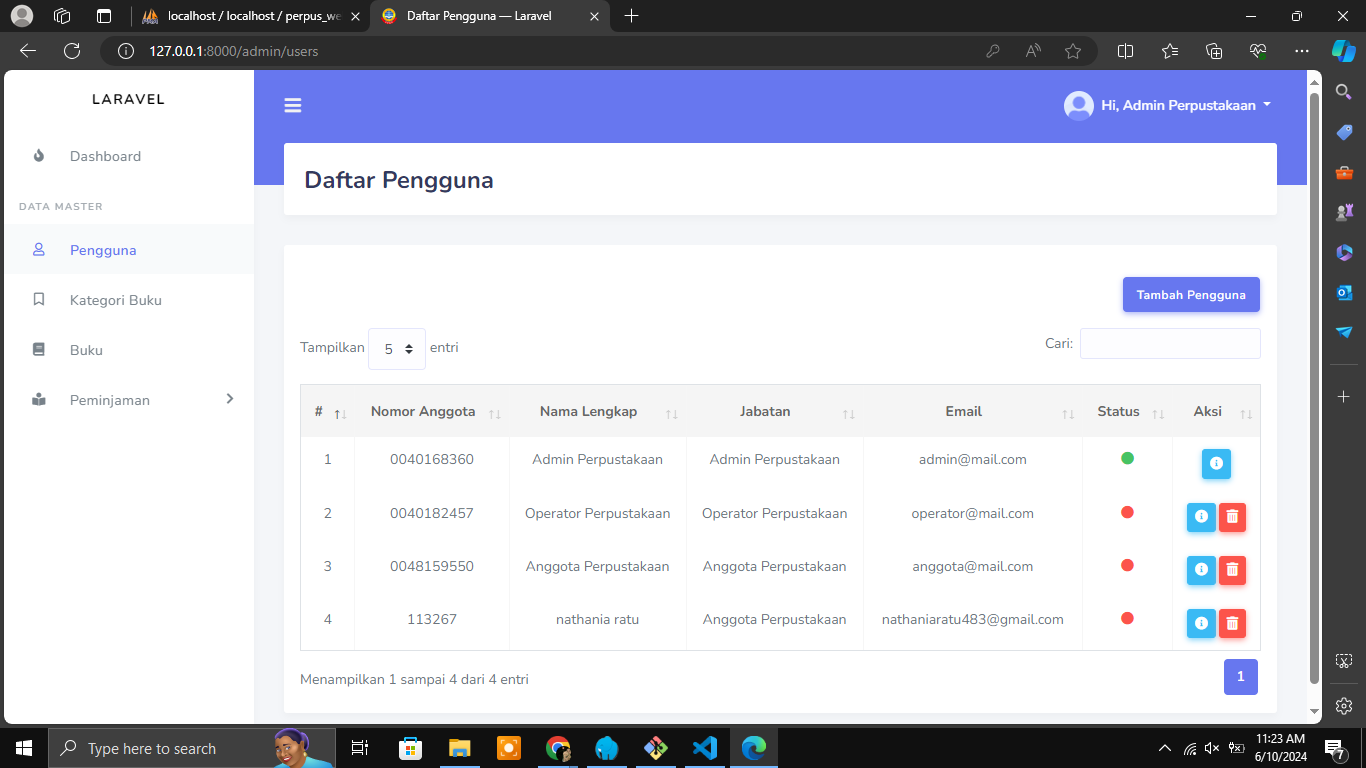 localhost / localhost / perpus_we
Daftar Pengguna — Laravel
127.0.0.1:8000/admin/users
LARAVEL
Hi, Admin Perpustakaan
Dashboard
DATA MASTER
Pengguna
Kategori Buku
Buku
Peminjaman
Daftar Pengguna
Tambah Pengguna
Tampilkan 5 entri
Cari:
# Nomor Anggota Nama Lengkap Jabatan Email Status Aksi
1 0040168360 Admin Perpustakaan Admin Perpustakaan admin@mail.com
2 0040182457 Operator Perpustakaan Operator Perpustakaan operator@mail.com
3 0048159550 Anggota Perpustakaan Anggota Perpustakaan anggota@mail.com
4 113267 nathania ratu Anggota Perpustakaan nathaniaratu483@gmail.com
Menampilkan 1 sampai 4 dari 4 entri
1
Type here to search
11:23 AM
6/10/2024
7